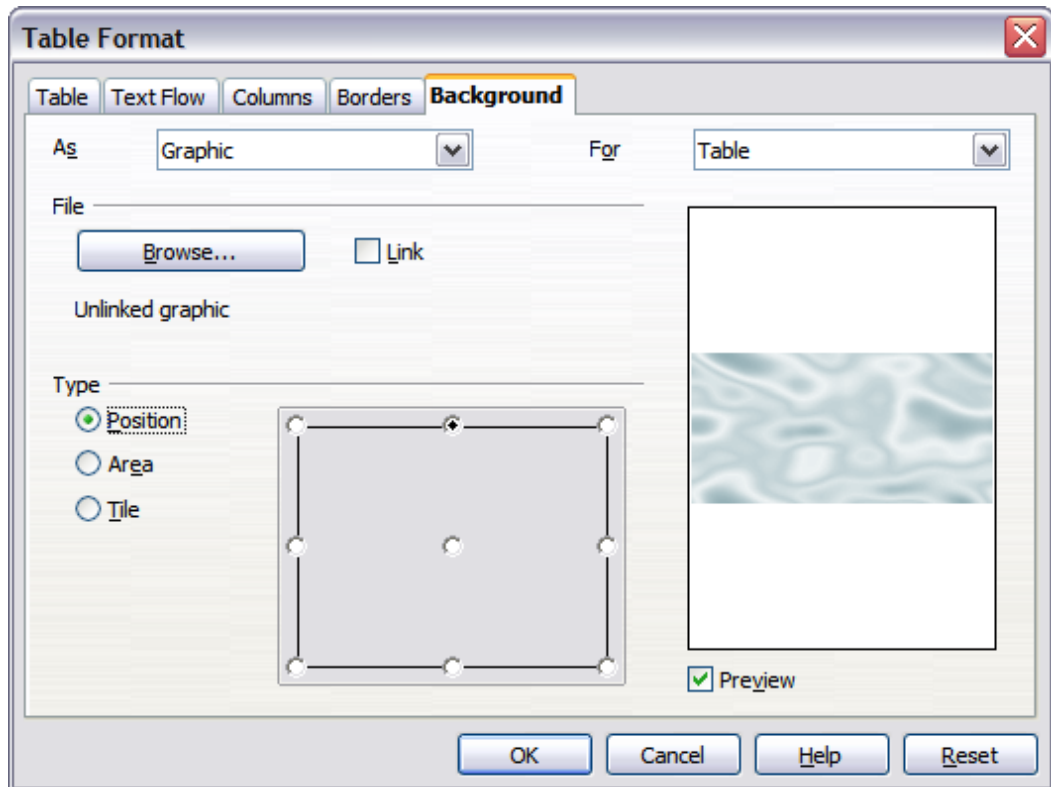 Table Format
Table Text Flow Columns Borders Background
As Graphic For Table
File
Browse... Link
Unlinked graphic
Type
Position
Area
Tile
Preview
OK Cancel Help Reset